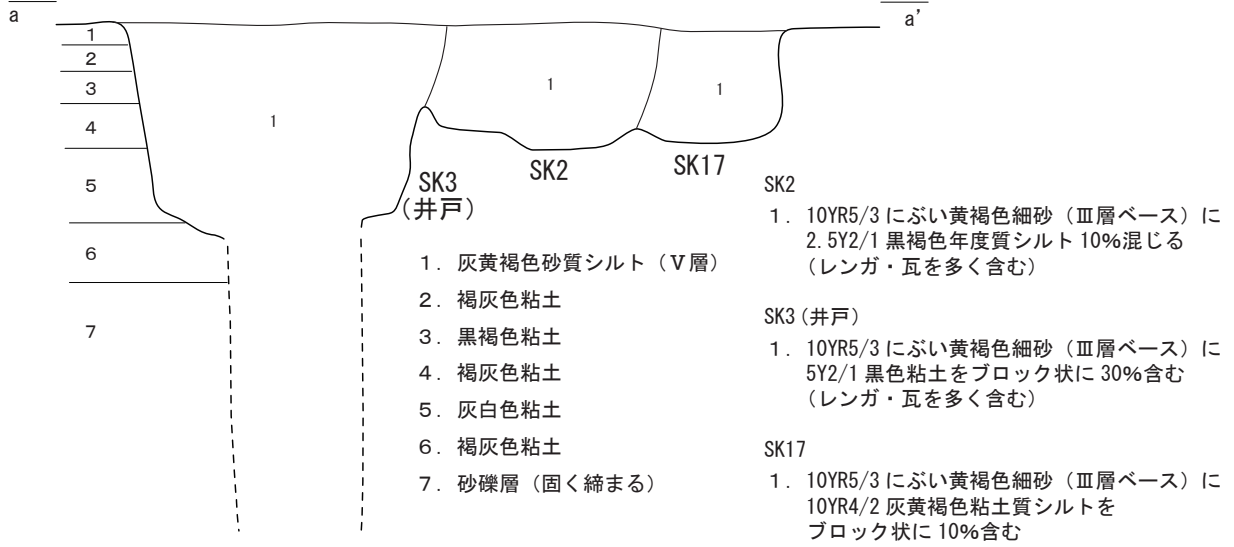 a
a'
1
2
3
4
5
6
7
1
1
1
SK3
(井戸)
SK2
SK17
1．灰黄褐色砂質シルト（Ⅴ層）
2．褐灰色粘土
3．黒褐色粘土
4．褐灰色粘土
5．灰白色粘土
6．褐灰色粘土
7．砂礫層（固く締まる）
SK2
1．10YR5/3 にぶい黄褐色細砂（Ⅲ層ベース）に
2.5Y2/1 黒褐色年度質シルト 10%混じる
（レンガ・瓦を多く含む）
SK3(井戸)
1．10YR5/3 にぶい黄褐色細砂（Ⅲ層ベース）に
5Y2/1 黒色粘土をブロック状に 30%含む
（レンガ・瓦を多く含む）
SK17
1．10YR5/3 にぶい黄褐色細砂（Ⅲ層ベース）に
10YR4/2 灰黄褐色粘土質シルトを
ブロック状に 10%含む